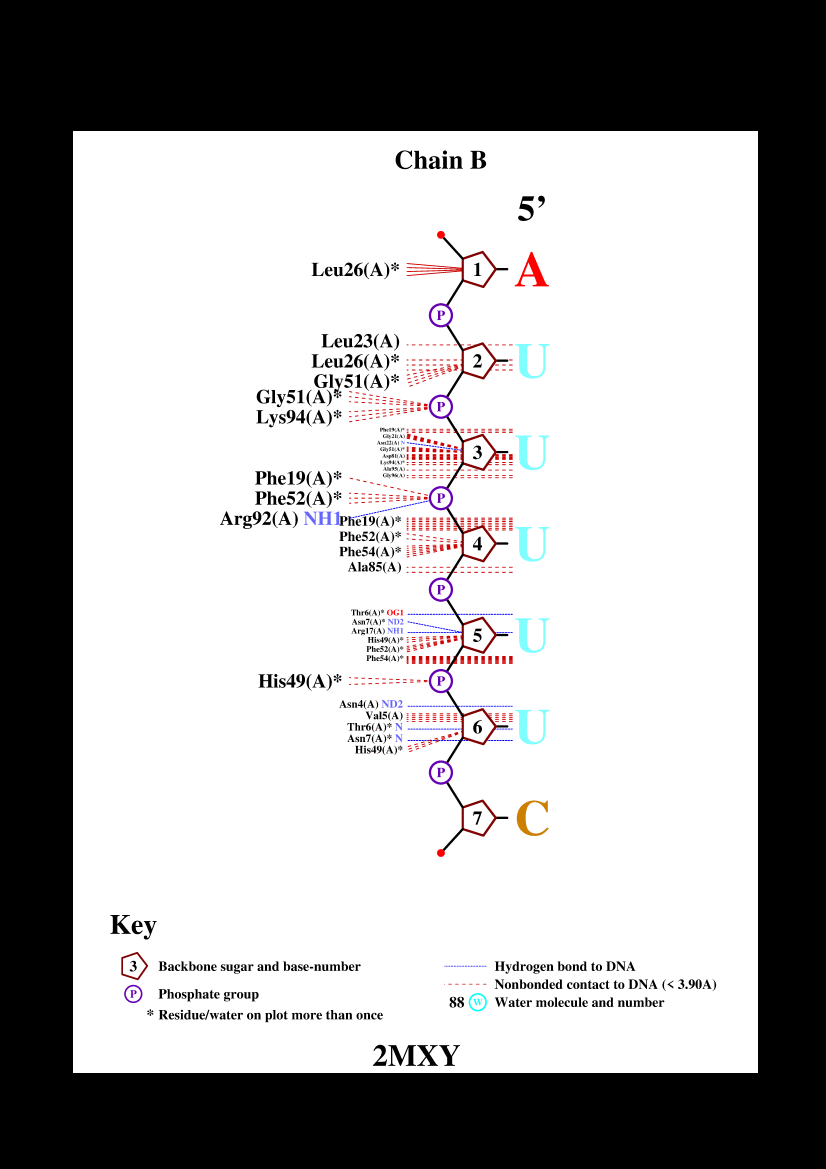 Chain B
5’
Leu26(A)*
1
A
P
Leu23(A)
Leu26(A)*
2
U
Gly51(A)*
Gly51(A)*
P
Lys94(A)*
Phe19(A)*
Gly21(A)
Asn22(A) N
Gly51(A)*
3
U
Asp81(A)
Lys94(A)*
Ala95(A)
Gly96(A)
Phe19(A)*
Phe52(A)*
P
Arg92(A) NH1
Phe19(A)*
Phe52(A)*
4
U
Phe54(A)*
Ala85(A)
P
Thr6(A)* OG1
Asn7(A)* ND2
Arg17(A) NH1
5
U
His49(A)*
Phe52(A)*
Phe54(A)*
His49(A)*
P
Asn4(A) ND2
Val5(A)
Thr6(A)* N
6
U
Asn7(A)* N
His49(A)*
P
7
C
Key
3 Backbone sugar and base-number
P Phosphate group
* Residue/water on plot more than once
Hydrogen bond to DNA
Nonbonded contact to DNA (< 3.90A)
88 W Water molecule and number
2MXY